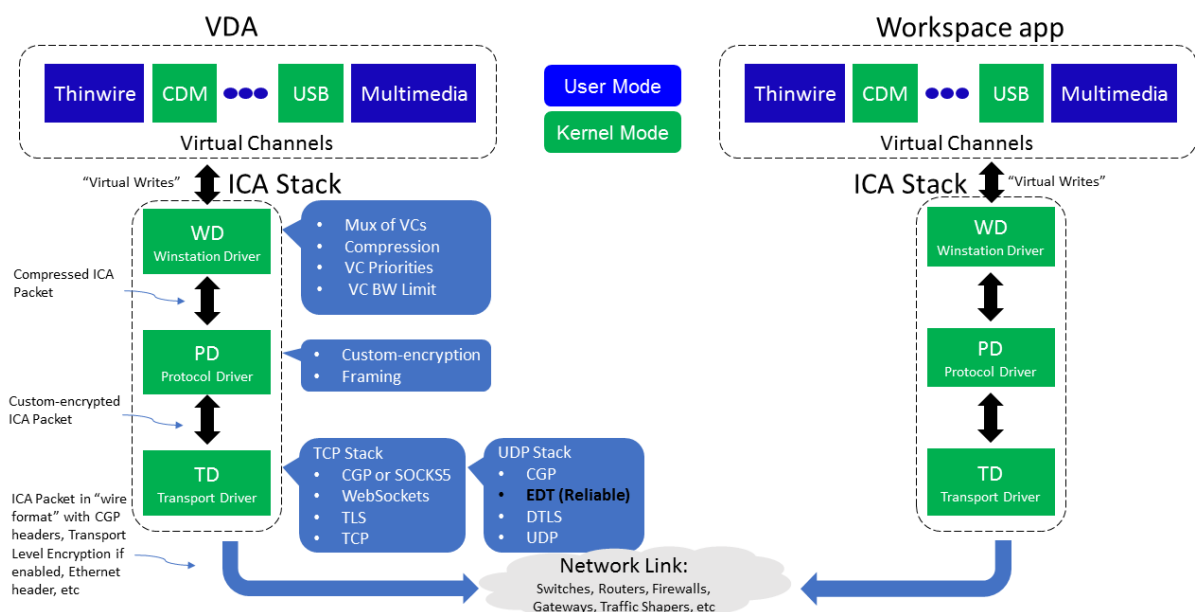 VDA
Thinwire
CDM
USB
Multimedia
Virtual Channels
User Mode
Kernel Mode
Workspace app
Thinwire
CDM
USB
Multimedia
Virtual Channels
“Virtual Writes”
ICA Stack
WD
Winstation Driver
• Mux of VCs
• Compression
• VC Priorities
• VC BW Limit
Compressed ICA
Packet
PD
Protocol Driver
• Custom-encryption
• Framing
Custom-encrypted
ICA Packet
TD
Transport Driver
TCP Stack
• CGP or SOCKS5
• WebSockets
• TLS
• TCP
UDP Stack
• CGP
• EDT (Reliable)
• DTLS
• UDP
ICA Packet in “wire
format” with CGP
headers, Transport
Level Encryption if
enabled, Ethernet
header, etc
ICA Stack
“Virtual Writes”
WD
Winstation Driver
PD
Protocol Driver
TD
Transport Driver
Network Link:
Switches, Routers, Firewalls,
Gateways, Traffic Shapers, etc